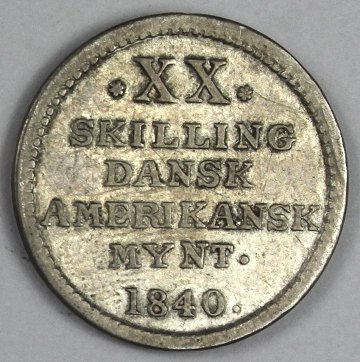 XX
SKILLING
DANSK
AMERIKANSK
MYNT.
1840.